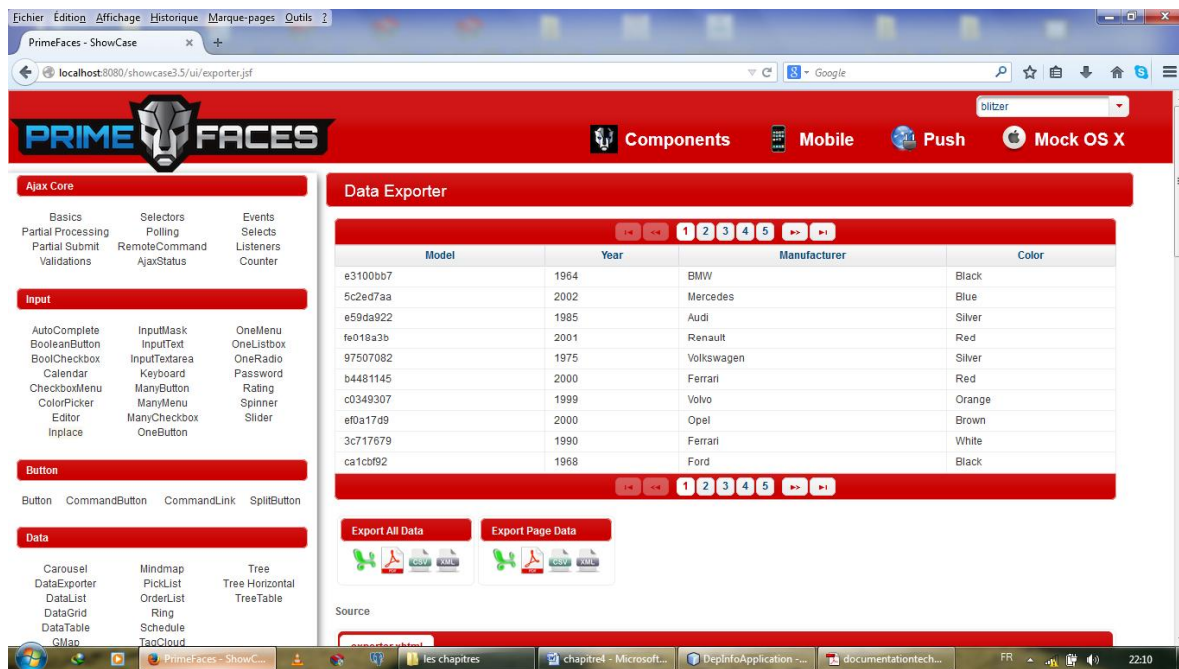 Fichier Édition Affichage Historique Marque-pages Outils ?
PrimeFaces - ShowCase
localhost:8080/showcase3.5/ui/exporter.jsf
Google
blitzer
PRIME FACES
Components Mobile Push Mock OS X
Ajax Core
Basics Selectors Events
Partial Processing Polling Selects
Partial Submit RemoteCommand Listeners
Validations AjaxStatus Counter
Input
AutoComplete InputMask OneMenu
BooleanButton InputText OneListbox
BoolCheckbox InputTextarea OneRadio
Calendar Keyboard Password
CheckboxMenu ManyButton Rating
ColorPicker ManyMenu Spinner
Editor ManyCheckbox Slider
Inplace OneButton
Button
Button CommandButton CommandLink SplitButton
Data
Carousel Mindmap Tree
DataExporter PickList Tree Horizontal
DataList OrderList TreeTable
DataGrid Ring
DataTable Schedule
GMap TagCloud
Data Exporter
1 2 3 4 5
Model Year Manufacturer Color
e3100bb7 1964 BMW Black
5c2ed7aa 2002 Mercedes Blue
e59da922 1985 Audi Silver
fe018a3b 2001 Renault Red
97507082 1975 Volkswagen Silver
b4481145 2000 Ferrari Red
c0349307 1999 Volvo Orange
ef0a17d9 2000 Opel Brown
3c717679 1990 Ferrari White
ca1cbf92 1968 Ford Black
1 2 3 4 5
Export All Data Export Page Data
PDF CSV XML PDF CSV XML
Source
exporter.xhtml
PrimeFaces - ShowC... les chapitres chapitre4 - Microsoft... DepInfoApplication -... documentationtech... FR 22:10